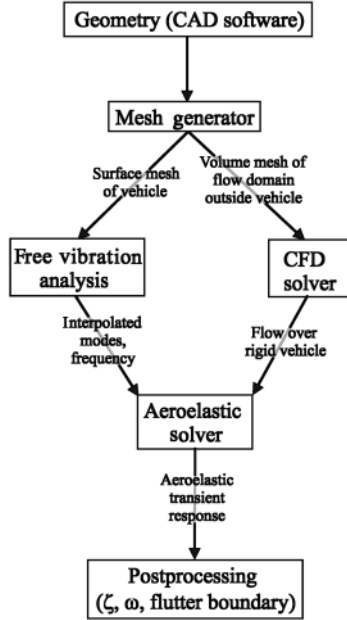 Geometry (CAD software)
Mesh generator
Surface mesh
of vehicle
Volume mesh of
flow domain
outside vehicle
Free vibration
analysis
CFD
solver
Interpolated
modes,
frequency
Flow over
rigid vehicle
Aeroelastic
solver
Aeroelastic
transient
response
Postprocessing
(ζ, ω, flutter boundary)